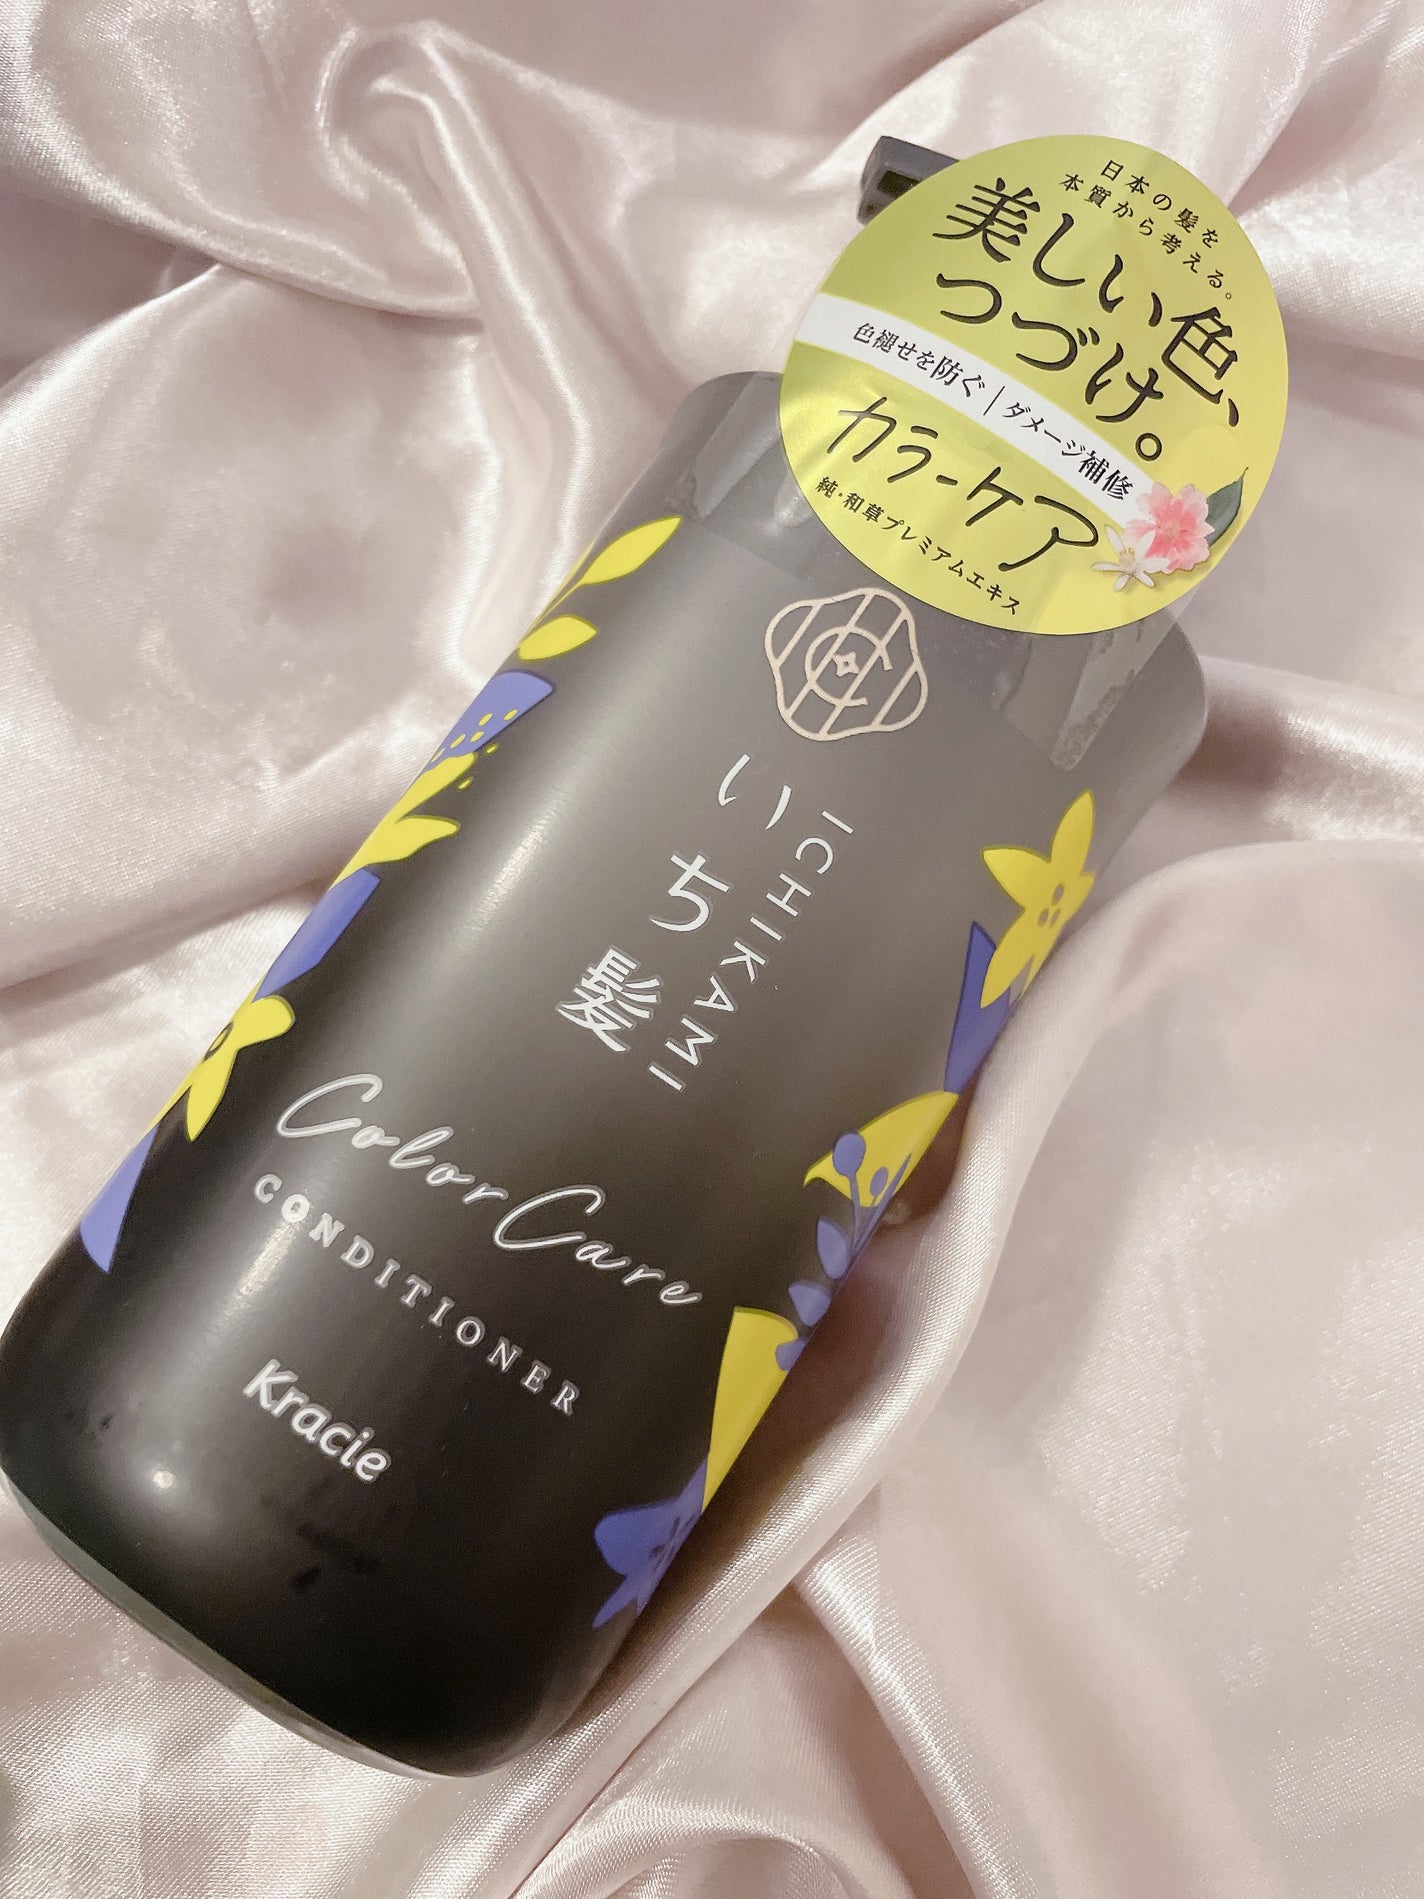 日本の髪を
本質から考える。
美しい色、
つづけ。
色褪せを防ぐ｜ダメージ補修
カラーケア
純・和草プレミアムエキス
いち髪
ICHIKAMI
Color Care
CONDITIONER
Kracie